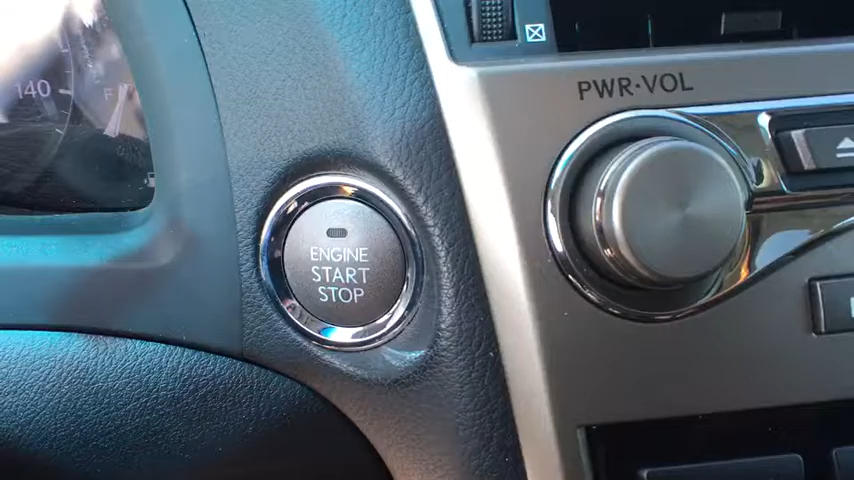 140
F
PWR·VOL
ENGINE
START
STOP